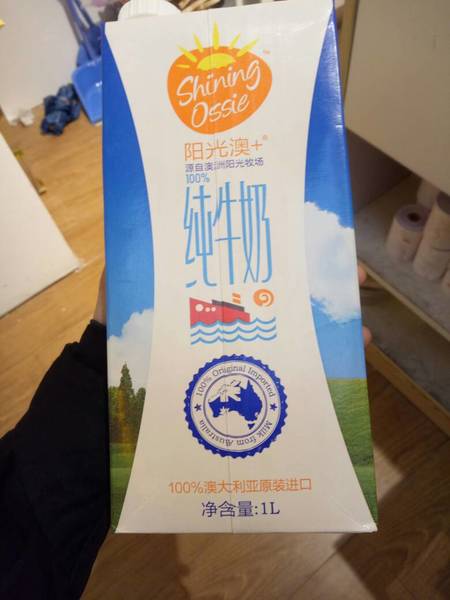 Shining
Ossie
阳光澳+®
源自澳洲阳光牧场
100%
纯牛奶
100% Original Imported
Milk from Australia
100%澳大利亚原装进口
净含量:1L